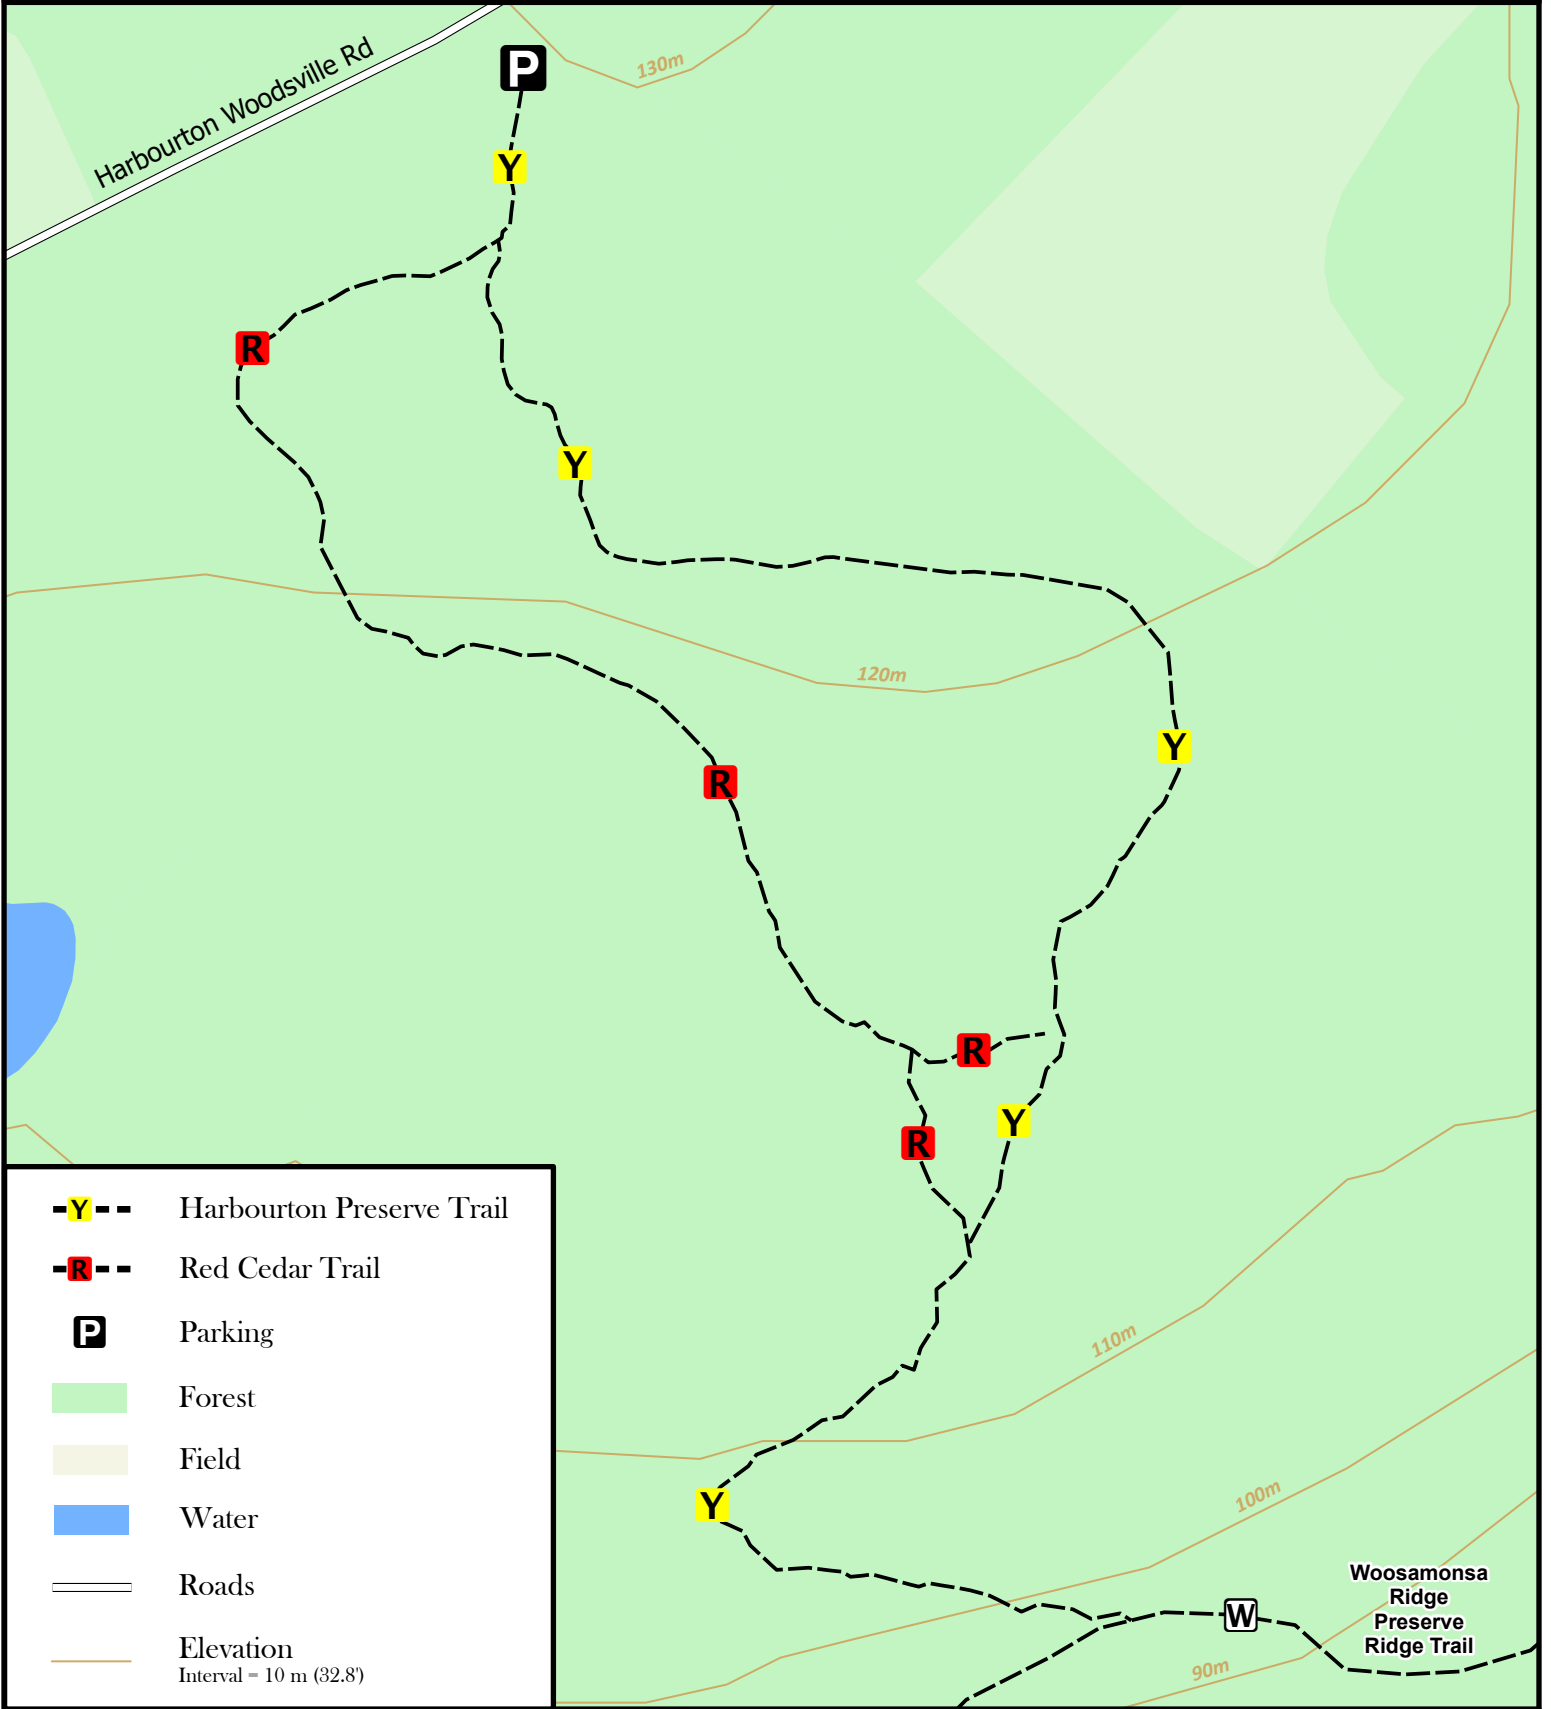 P
130m
Harbourton Woodsville Rd
Y
R
Y
120m
Y
R
R
Y
R
110m
Y
100m
W
Woosamonsa
Ridge
Preserve
Ridge Trail
90m
Y Harbourton Preserve Trail
R Red Cedar Trail
P Parking
Forest
Field
Water
Roads
Elevation
Interval = 10 m (32.8')